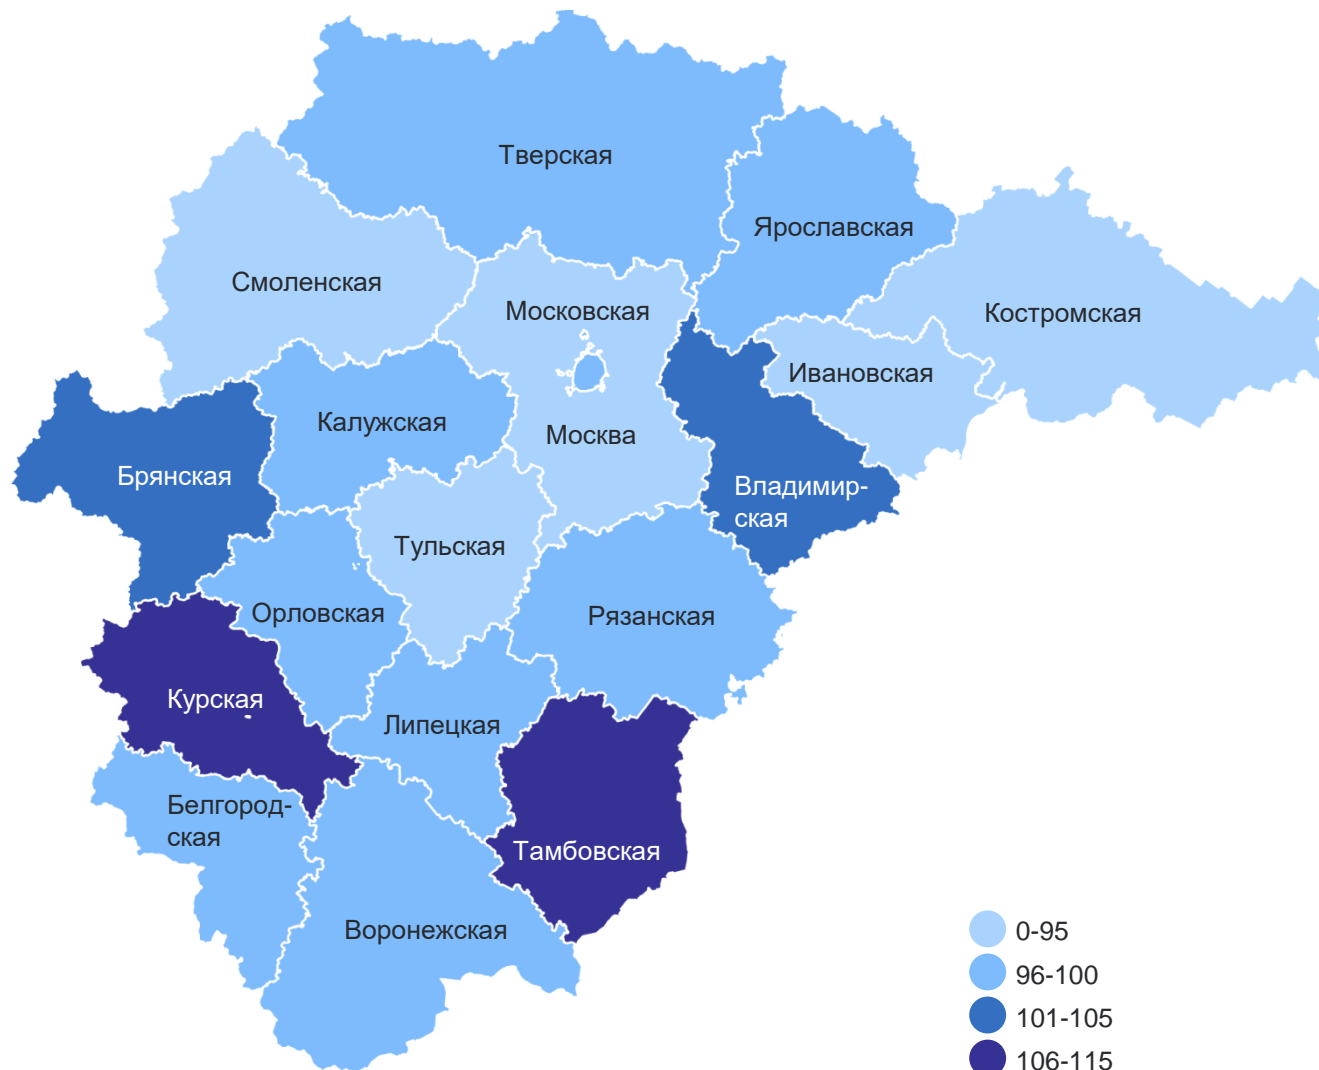 Тверская
Ярославская
Смоленская
Московская
Костромская
Ивановская
Калужская
Москва
Брянская
Владимир-
ская
Тульская
Орловская
Рязанская
Курская
Липецкая
Белгород-
ская
Тамбовская
Воронежская
0-95
96-100
101-105
106-115